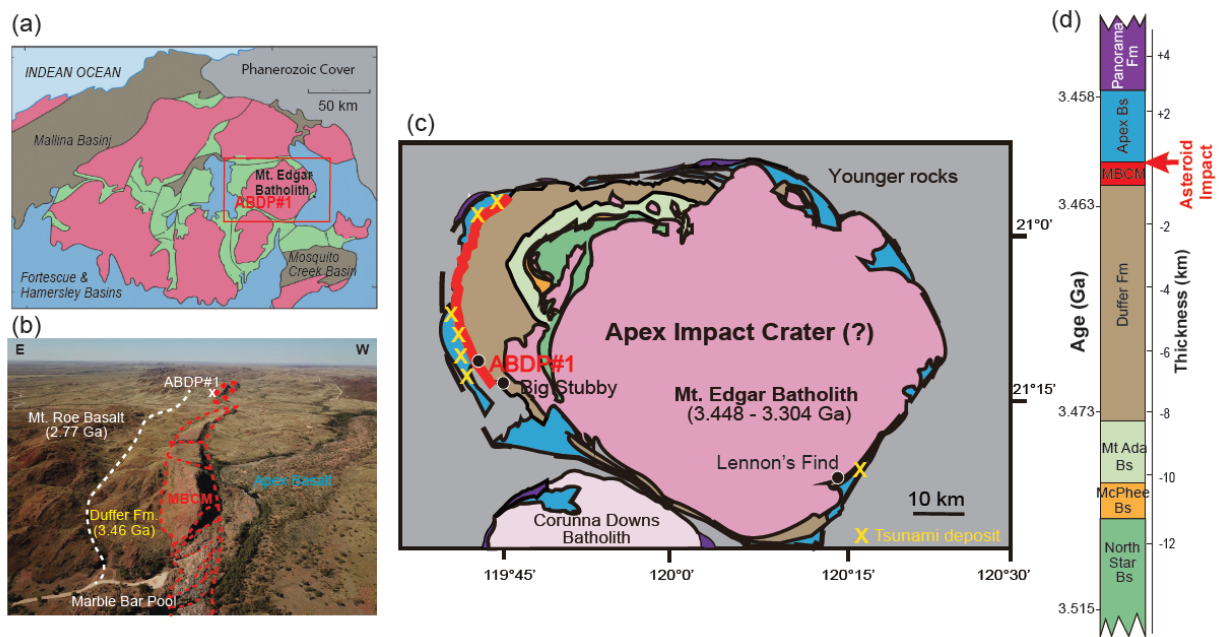 (a)
INDEAN OCEAN
Phanerozoic Cover
50 km
Mallina Basinj
Mt. Edgar
Batholith
ABDP#1
Mosquito
Creek Basin
Fortescue &
Hamersley Basins
(b)
E
W
ABDP#1
X
Mt. Roe Basalt
(2.77 Ga)
MBCM
Apex Basalt
Duffer Fm.
(3.46 Ga)
Marble Bar Pool
(c)
Younger rocks
X X
X
X
X
X
Apex Impact Crater (?)
ABDP#1
Big Stubby
Mt. Edgar Batholith
(3.448 - 3.304 Ga)
Lennon's Find
X
10 km
Corunna Downs
Batholith
X Tsunami deposit
21°0'
21°15'
119°45'
120°0'
120°15'
120°30'
(d)
Age (Ga)
3.458
3.463
3.473
3.515
Panorama
Fm
Apex Bs
MBCM
Duffer Fm
Mt Ada
Bs
McPhee
Bs
North
Star
Bs
+4
+2
-2
-4
-6
-8
-10
-12
Thickness (km)
Asteroid
Impact